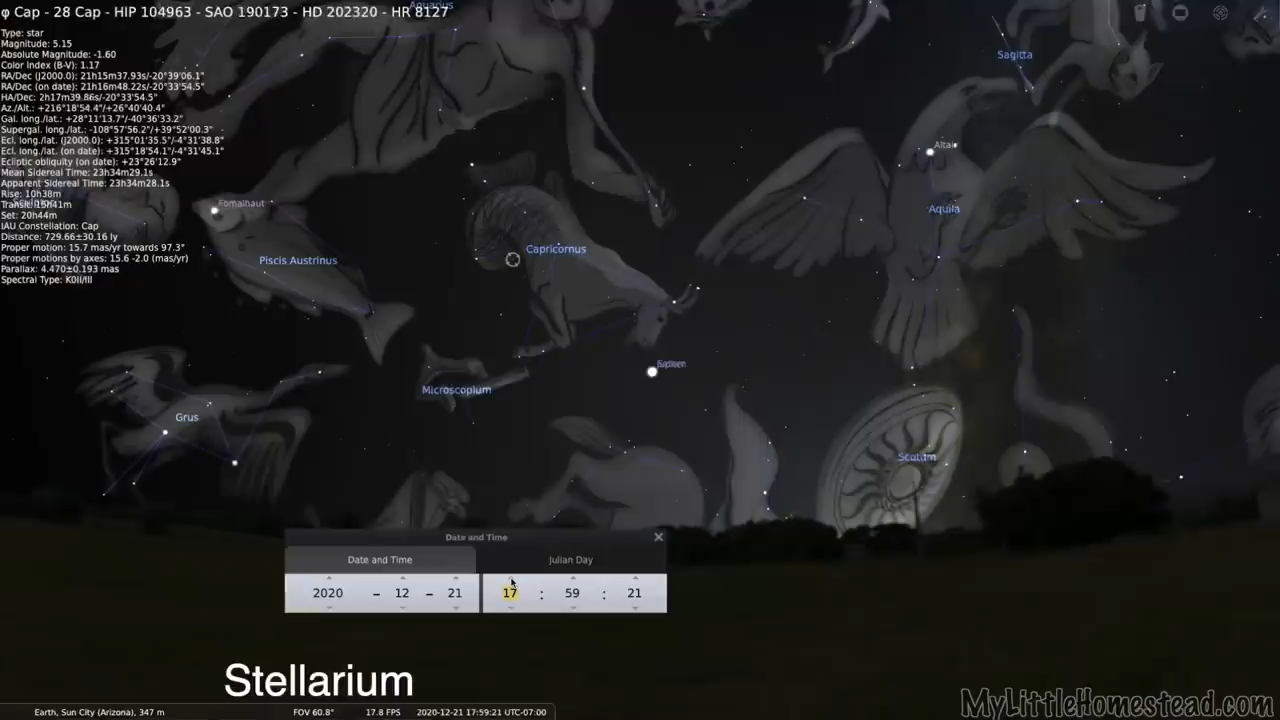 φ Cap - 28 Cap - HIP 104963 - SAO 190173 - HD 202320 - HR 8127
Type: star
Magnitude: 5.15
Absolute Magnitude: -1.60
Color Index (B-V): 1.17
RA/Dec (J2000.0): 21h15m37.93s/-20°39'06.1"
RA/Dec (on date): 21h16m48.22s/-20°33'54.5"
HA/Dec: 2h17m39.86s/-20°33'54.5"
Az./Alt.: +216°18'54.4"/+26°40'40.4"
Gal. long./lat.: +28°11'13.7"/-40°36'33.2"
Supergal. long./lat.: -108°57'56.2"/+39°52'00.3"
Ecl. long./lat. (J2000.0): +315°01'35.5"/-4°31'38.8"
Ecl. long./lat. (on date): +315°18'54.1"/-4°31'45.1"
Ecliptic obliquity (on date): +23°26'12.9"
Mean Sidereal Time: 23h34m29.1s
Apparent Sidereal Time: 23h34m28.1s
Rise: 10h38m
Transit: 15h41m
Set: 20h44m
IAU Constellation: Cap
Distance: 729.66±30.16 ly
Proper motion: 15.7 mas/yr towards 97.3°
Proper motions by axes: 15.6 -2.0 (mas/yr)
Parallax: 4.470±0.193 mas
Spectral Type: K0II/III
Aquarius
Sagitta
Altair
Fomalhaut
Aquila
Capricornus
Piscis Austrinus
Microscopium
Grus
Scutum
Date and Time
Date and Time Julian Day
2020 - 12 - 21 17 : 59 : 21
Stellarium
MyLittleHomestead.com
Earth, Sun City (Arizona), 347 m FOV 60.8° 17.8 FPS 2020-12-21 17:59:21 UTC-07:00